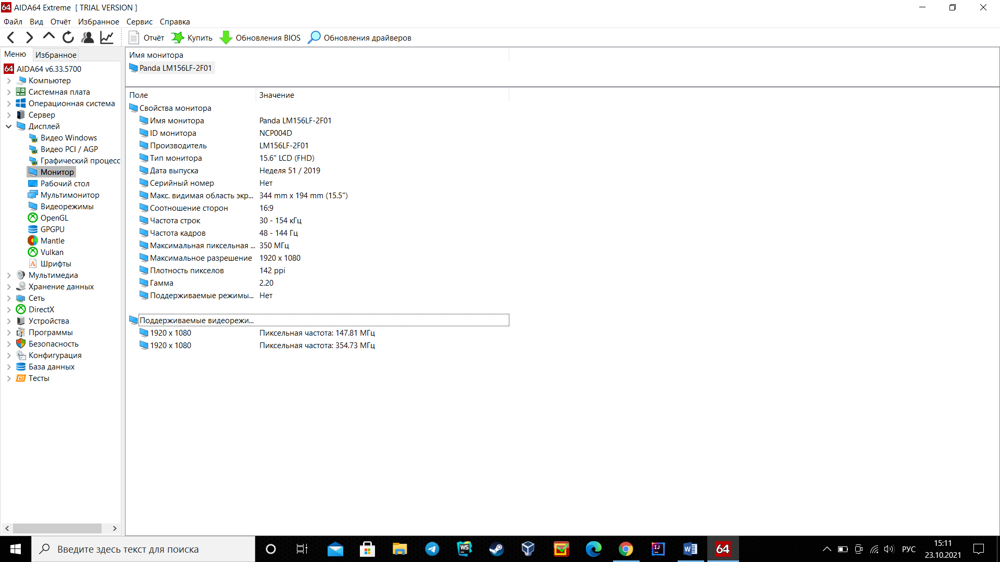 64 AIDA64 Extreme [ TRIAL VERSION ]
Файл Вид Отчёт Избранное Сервис Справка
Отчёт Купить Обновления BIOS Обновления драйверов
Меню Избранное
64 AIDA64 v6.33.5700
Компьютер
Системная плата
Операционная система
Сервер
Дисплей
Видео Windows
Видео PCI / AGP
Графический процесс
Монитор
Рабочий стол
Мультимонитор
Видеорежимы
OpenGL
GPGPU
Mantle
Vulkan
Шрифты
Мультимедиа
Хранение данных
Сеть
DirectX
Устройства
Программы
Безопасность
Конфигурация
База данных
Тесты
Имя монитора
Panda LM156LF-2F01
Поле Значение
Свойства монитора
Имя монитора Panda LM156LF-2F01
ID монитора NCP004D
Производитель LM156LF-2F01
Тип монитора 15.6" LCD (FHD)
Дата выпуска Неделя 51 / 2019
Серийный номер Нет
Макс. видимая область экр... 344 mm x 194 mm (15.5")
Соотношение сторон 16:9
Частота строк 30 - 154 кГц
Частота кадров 48 - 144 Гц
Максимальная пиксельная ... 350 МГц
Максимальное разрешение 1920 x 1080
Плотность пикселов 142 ppi
Гамма 2.20
Поддерживаемые режимы... Нет
Поддерживаемые видеорежи...
1920 x 1080 Пиксельная частота: 147.81 МГц
1920 x 1080 Пиксельная частота: 354.73 МГц
Введите здесь текст для поиска
WS
IJ
W
64
РУС
15:11
23.10.2021